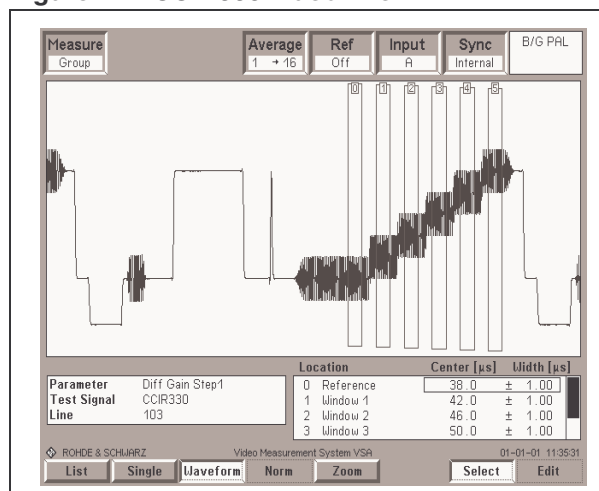 Measure
Group
Average
1 → 16
Ref
Off
Input
A
Sync
Internal
B/G PAL
0 1 2 3 4 5
Parameter Diff Gain Step1
Test Signal CCIR330
Line 103
Location Center [µs] Width [µs]
0 Reference 38.0 ± 1.00
1 Window 1 42.0 ± 1.00
2 Window 2 46.0 ± 1.00
3 Window 3 50.0 ± 1.00
ROHDE & SCHWARZ Video Measurement System VSA 01-01-01 11:35:31
List Single Waveform Norm Zoom Select Edit